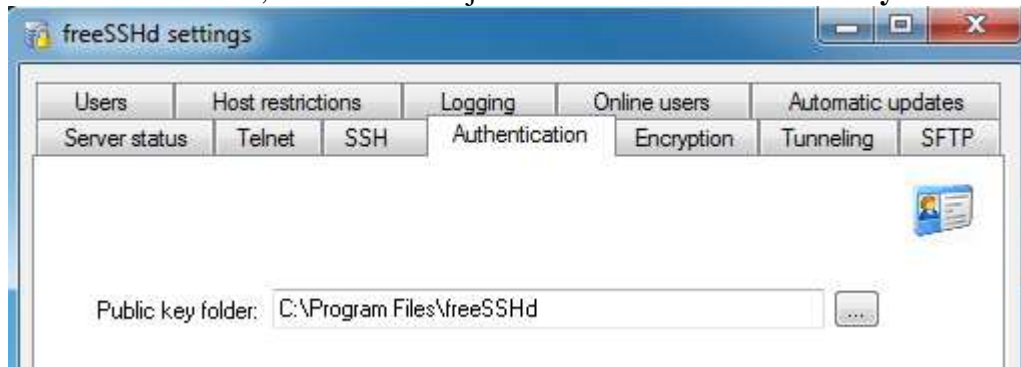 freeSSHd settings
Users Host restrictions Logging Online users Automatic updates
Server status Telnet SSH Authentication Encryption Tunneling SFTP
Public key folder: C:\Program Files\freeSSHd ...